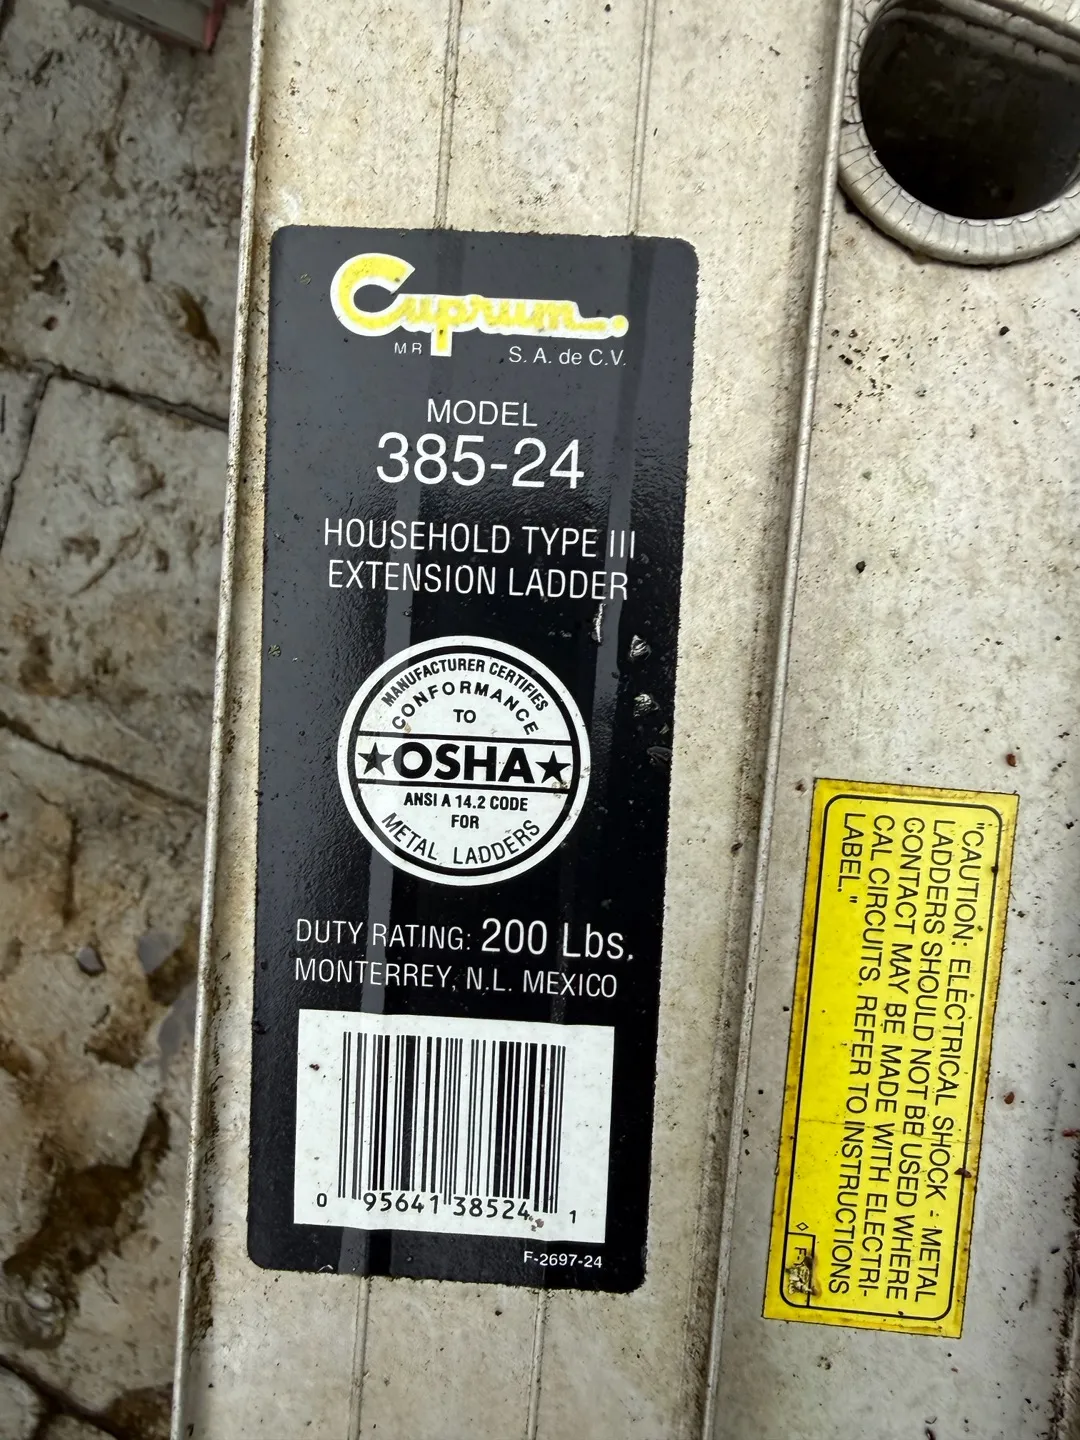 Cuprum
MR S. A. de C.V.
MODEL
385-24
HOUSEHOLD TYPE III
EXTENSION LADDER
MANUFACTURER CERTIFIES
CONFORMANCE
TO
★OSHA★
ANSI A 14.2 CODE
FOR
METAL LADDERS
DUTY RATING: 200 Lbs.
MONTERREY, N.L. MEXICO
0 95641 38524 1
F-2697-24
"CAUTION: ELECTRICAL SHOCK - METAL
LADDERS SHOULD NOT BE USED WHERE
CONTACT MAY BE MADE WITH ELECTRI-
CAL CIRCUITS. REFER TO INSTRUCTIONS
LABEL."